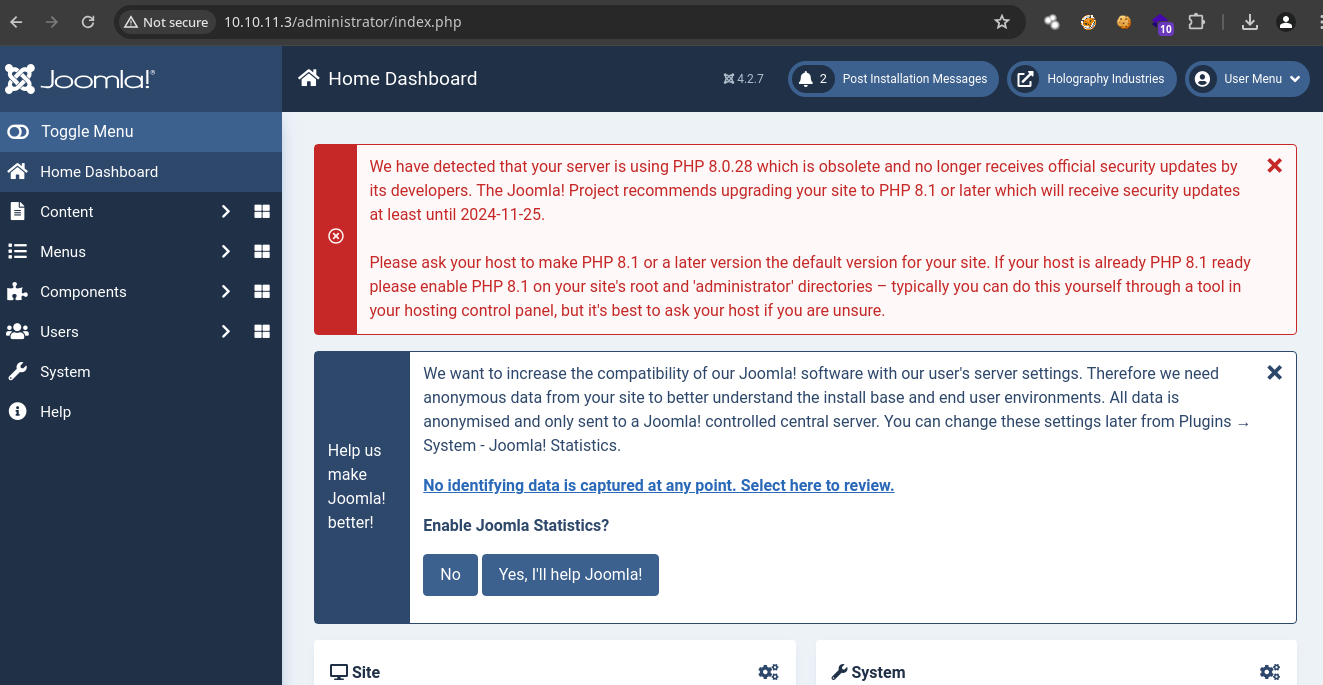 Not secure
10.10.11.3/administrator/index.php
10
Joomla!®
Home Dashboard
4.2.7
2
Post Installation Messages
Holography Industries
User Menu
Toggle Menu
Home Dashboard
Content
Menus
Components
Users
System
Help
We have detected that your server is using PHP 8.0.28 which is obsolete and no longer receives official security updates by
its developers. The Joomla! Project recommends upgrading your site to PHP 8.1 or later which will receive security updates
at least until 2024-11-25.
Please ask your host to make PHP 8.1 or a later version the default version for your site. If your host is already PHP 8.1 ready
please enable PHP 8.1 on your site's root and 'administrator' directories – typically you can do this yourself through a tool in
your hosting control panel, but it's best to ask your host if you are unsure.
Help us
make
Joomla!
better!
We want to increase the compatibility of our Joomla! software with our user's server settings. Therefore we need
anonymous data from your site to better understand the install base and end user environments. All data is
anonymised and only sent to a Joomla! controlled central server. You can change these settings later from Plugins →
System - Joomla! Statistics.
No identifying data is captured at any point. Select here to review.
Enable Joomla Statistics?
No
Yes, I'll help Joomla!
Site
System